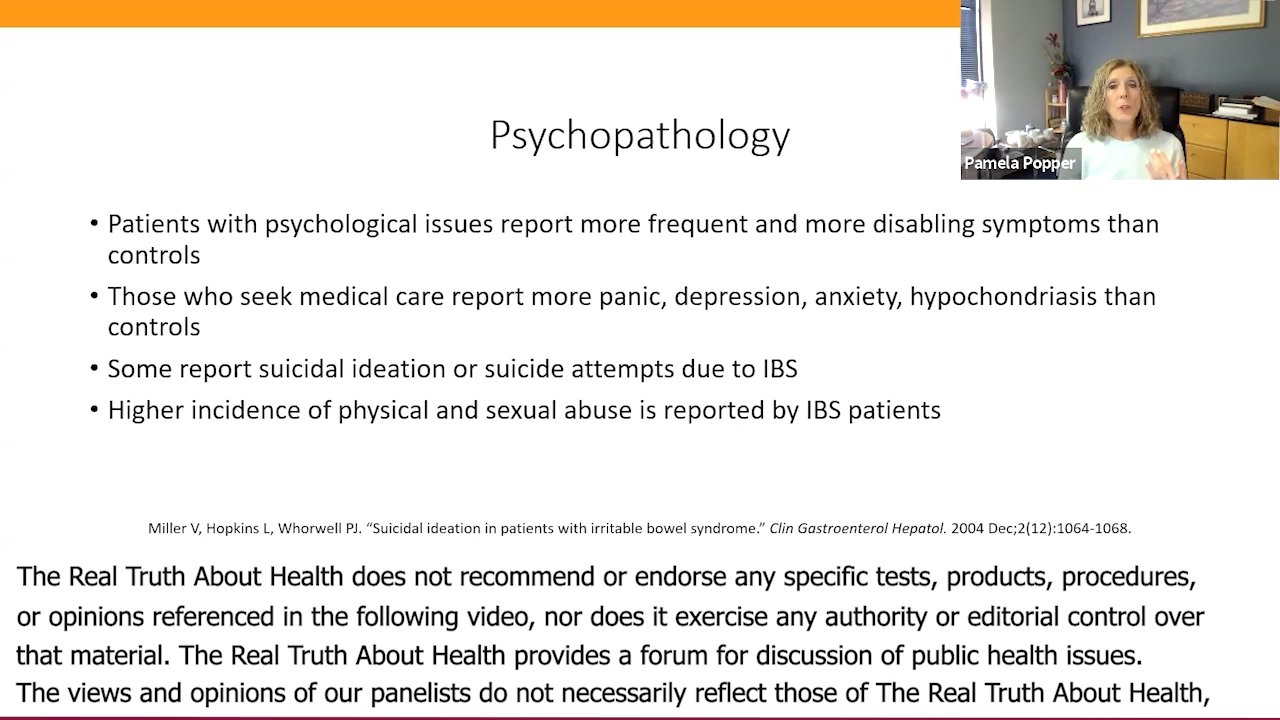 Psychopathology
Pamela Popper
• Patients with psychological issues report more frequent and more disabling symptoms than
controls
• Those who seek medical care report more panic, depression, anxiety, hypochondriasis than
controls
• Some report suicidal ideation or suicide attempts due to IBS
• Higher incidence of physical and sexual abuse is reported by IBS patients
Miller V, Hopkins L, Whorwell PJ. “Suicidal ideation in patients with irritable bowel syndrome.” Clin Gastroenterol Hepatol. 2004 Dec;2(12):1064-1068.
The Real Truth About Health does not recommend or endorse any specific tests, products, procedures,
or opinions referenced in the following video, nor does it exercise any authority or editorial control over
that material. The Real Truth About Health provides a forum for discussion of public health issues.
The views and opinions of our panelists do not necessarily reflect those of The Real Truth About Health,